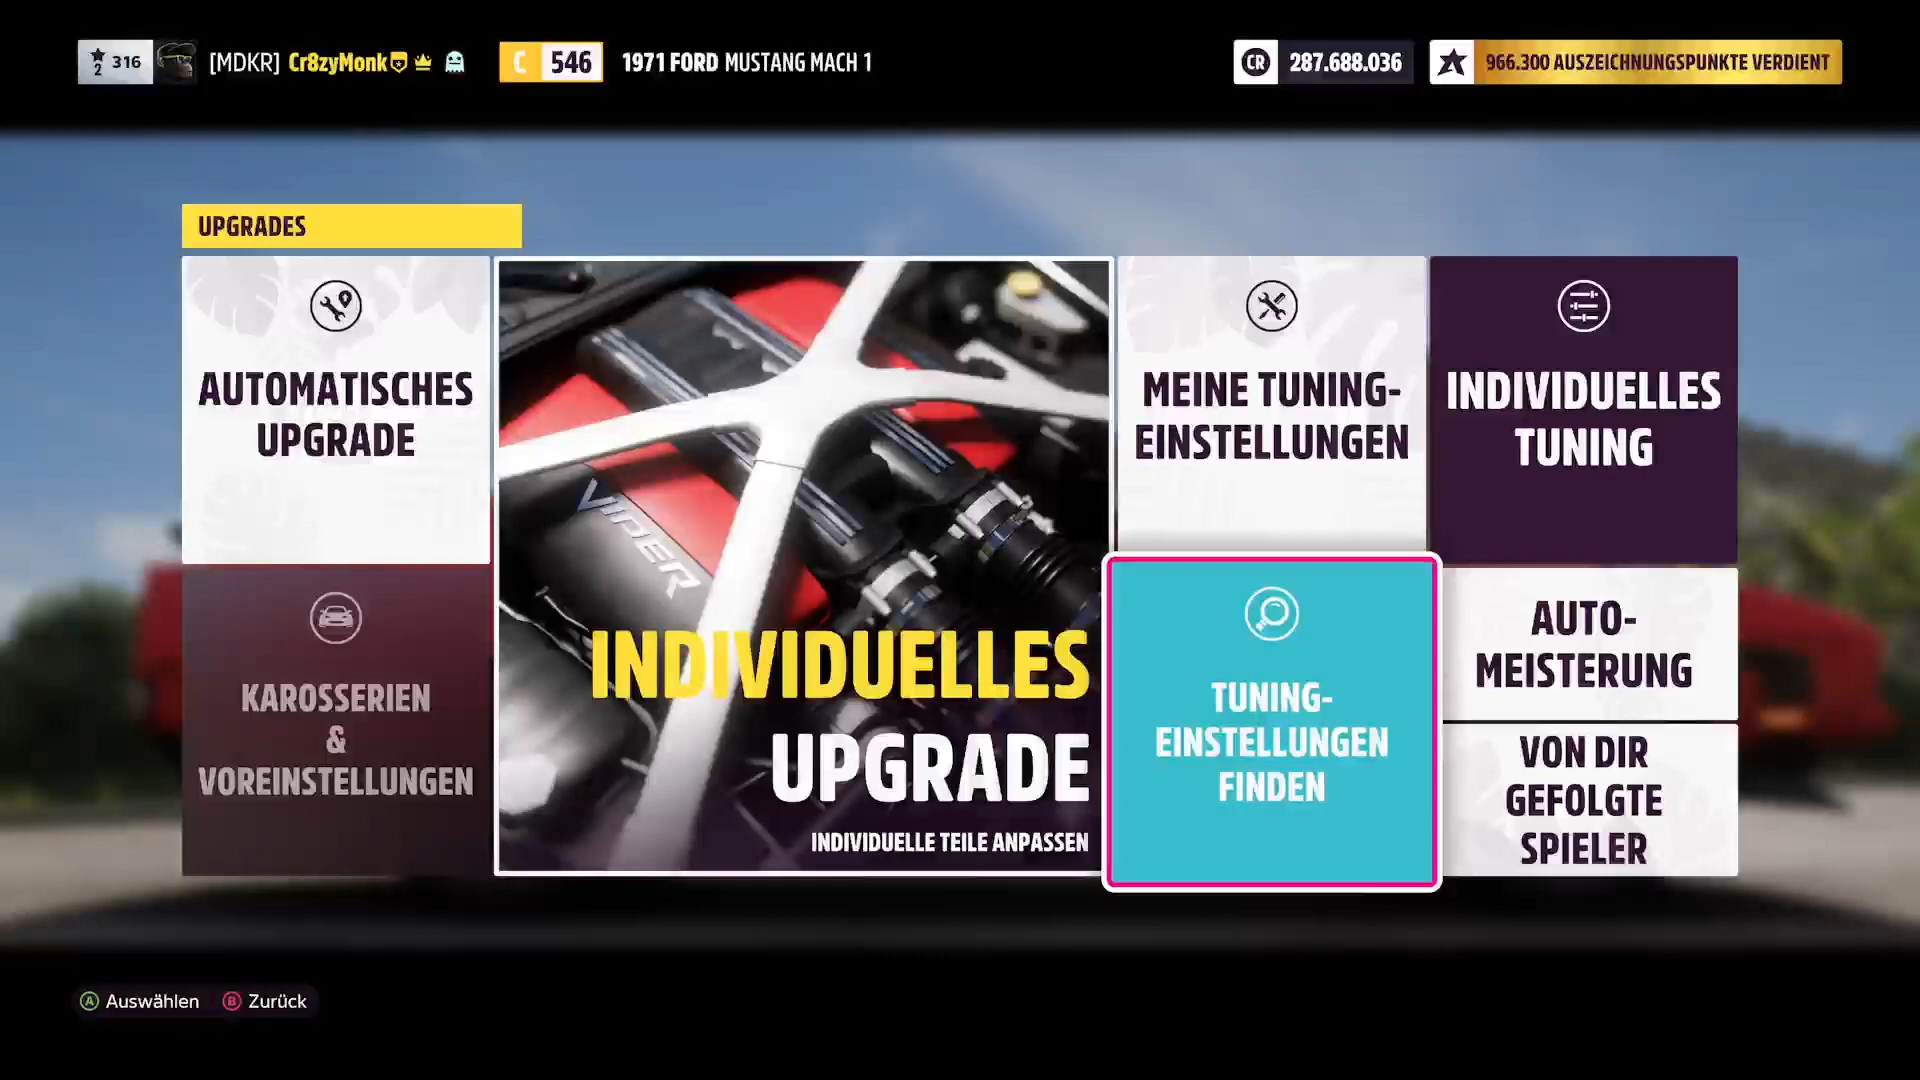 2 316 [MDKR] Cr8zyMonk C 546 1971 FORD MUSTANG MACH 1 CR 287.688.036 966.300 AUSZEICHNUNGSPUNKTE VERDIENT
UPGRADES
AUTOMATISCHES
UPGRADE
KAROSSERIEN
&
VOREINSTELLUNGEN
VIPER
INDIVIDUELLES
UPGRADE
INDIVIDUELLE TEILE ANPASSEN
MEINE TUNING-
EINSTELLUNGEN
TUNING-
EINSTELLUNGEN
FINDEN
INDIVIDUELLES
TUNING
AUTO-
MEISTERUNG
VON DIR
GEFOLGTE
SPIELER
A Auswählen B Zurück